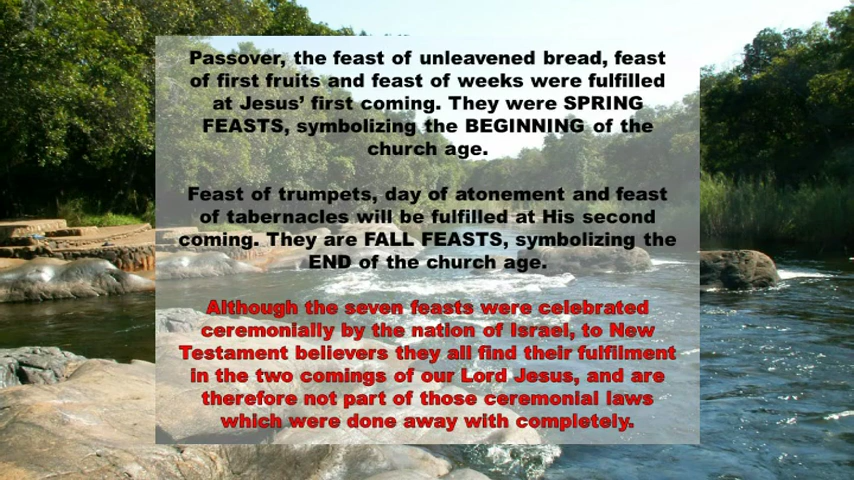 Passover, the feast of unleavened bread, feast
of first fruits and feast of weeks were fulfilled
at Jesus’ first coming. They were SPRING
FEASTS, symbolizing the BEGINNING of the
church age.
Feast of trumpets, day of atonement and feast
of tabernacles will be fulfilled at His second
coming. They are FALL FEASTS, symbolizing the
END of the church age.
Although the seven feasts were celebrated
ceremonially by the nation of Israel, to New
Testament believers they all find their fulfilment
in the two comings of our Lord Jesus, and are
therefore not part of those ceremonial laws
which were done away with completely.